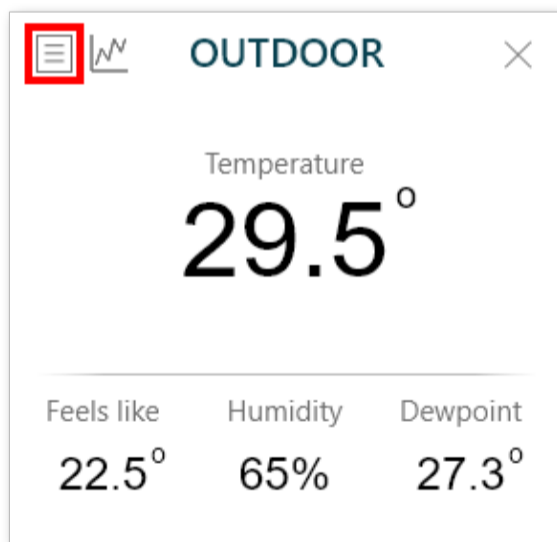 OUTDOOR
Temperature
29.5°
Feels like Humidity Dewpoint
22.5° 65% 27.3°